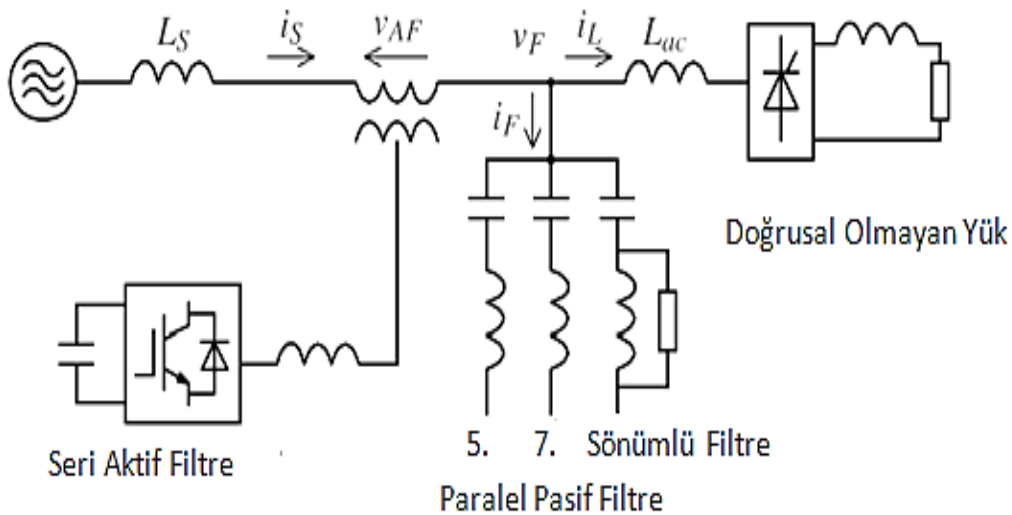 L_S
i_S
v_AF
v_F
i_L
L_ac
i_F
Doğrusal Olmayan Yük
5. 7. Sönümlü Filtre
Seri Aktif Filtre
Paralel Pasif Filtre